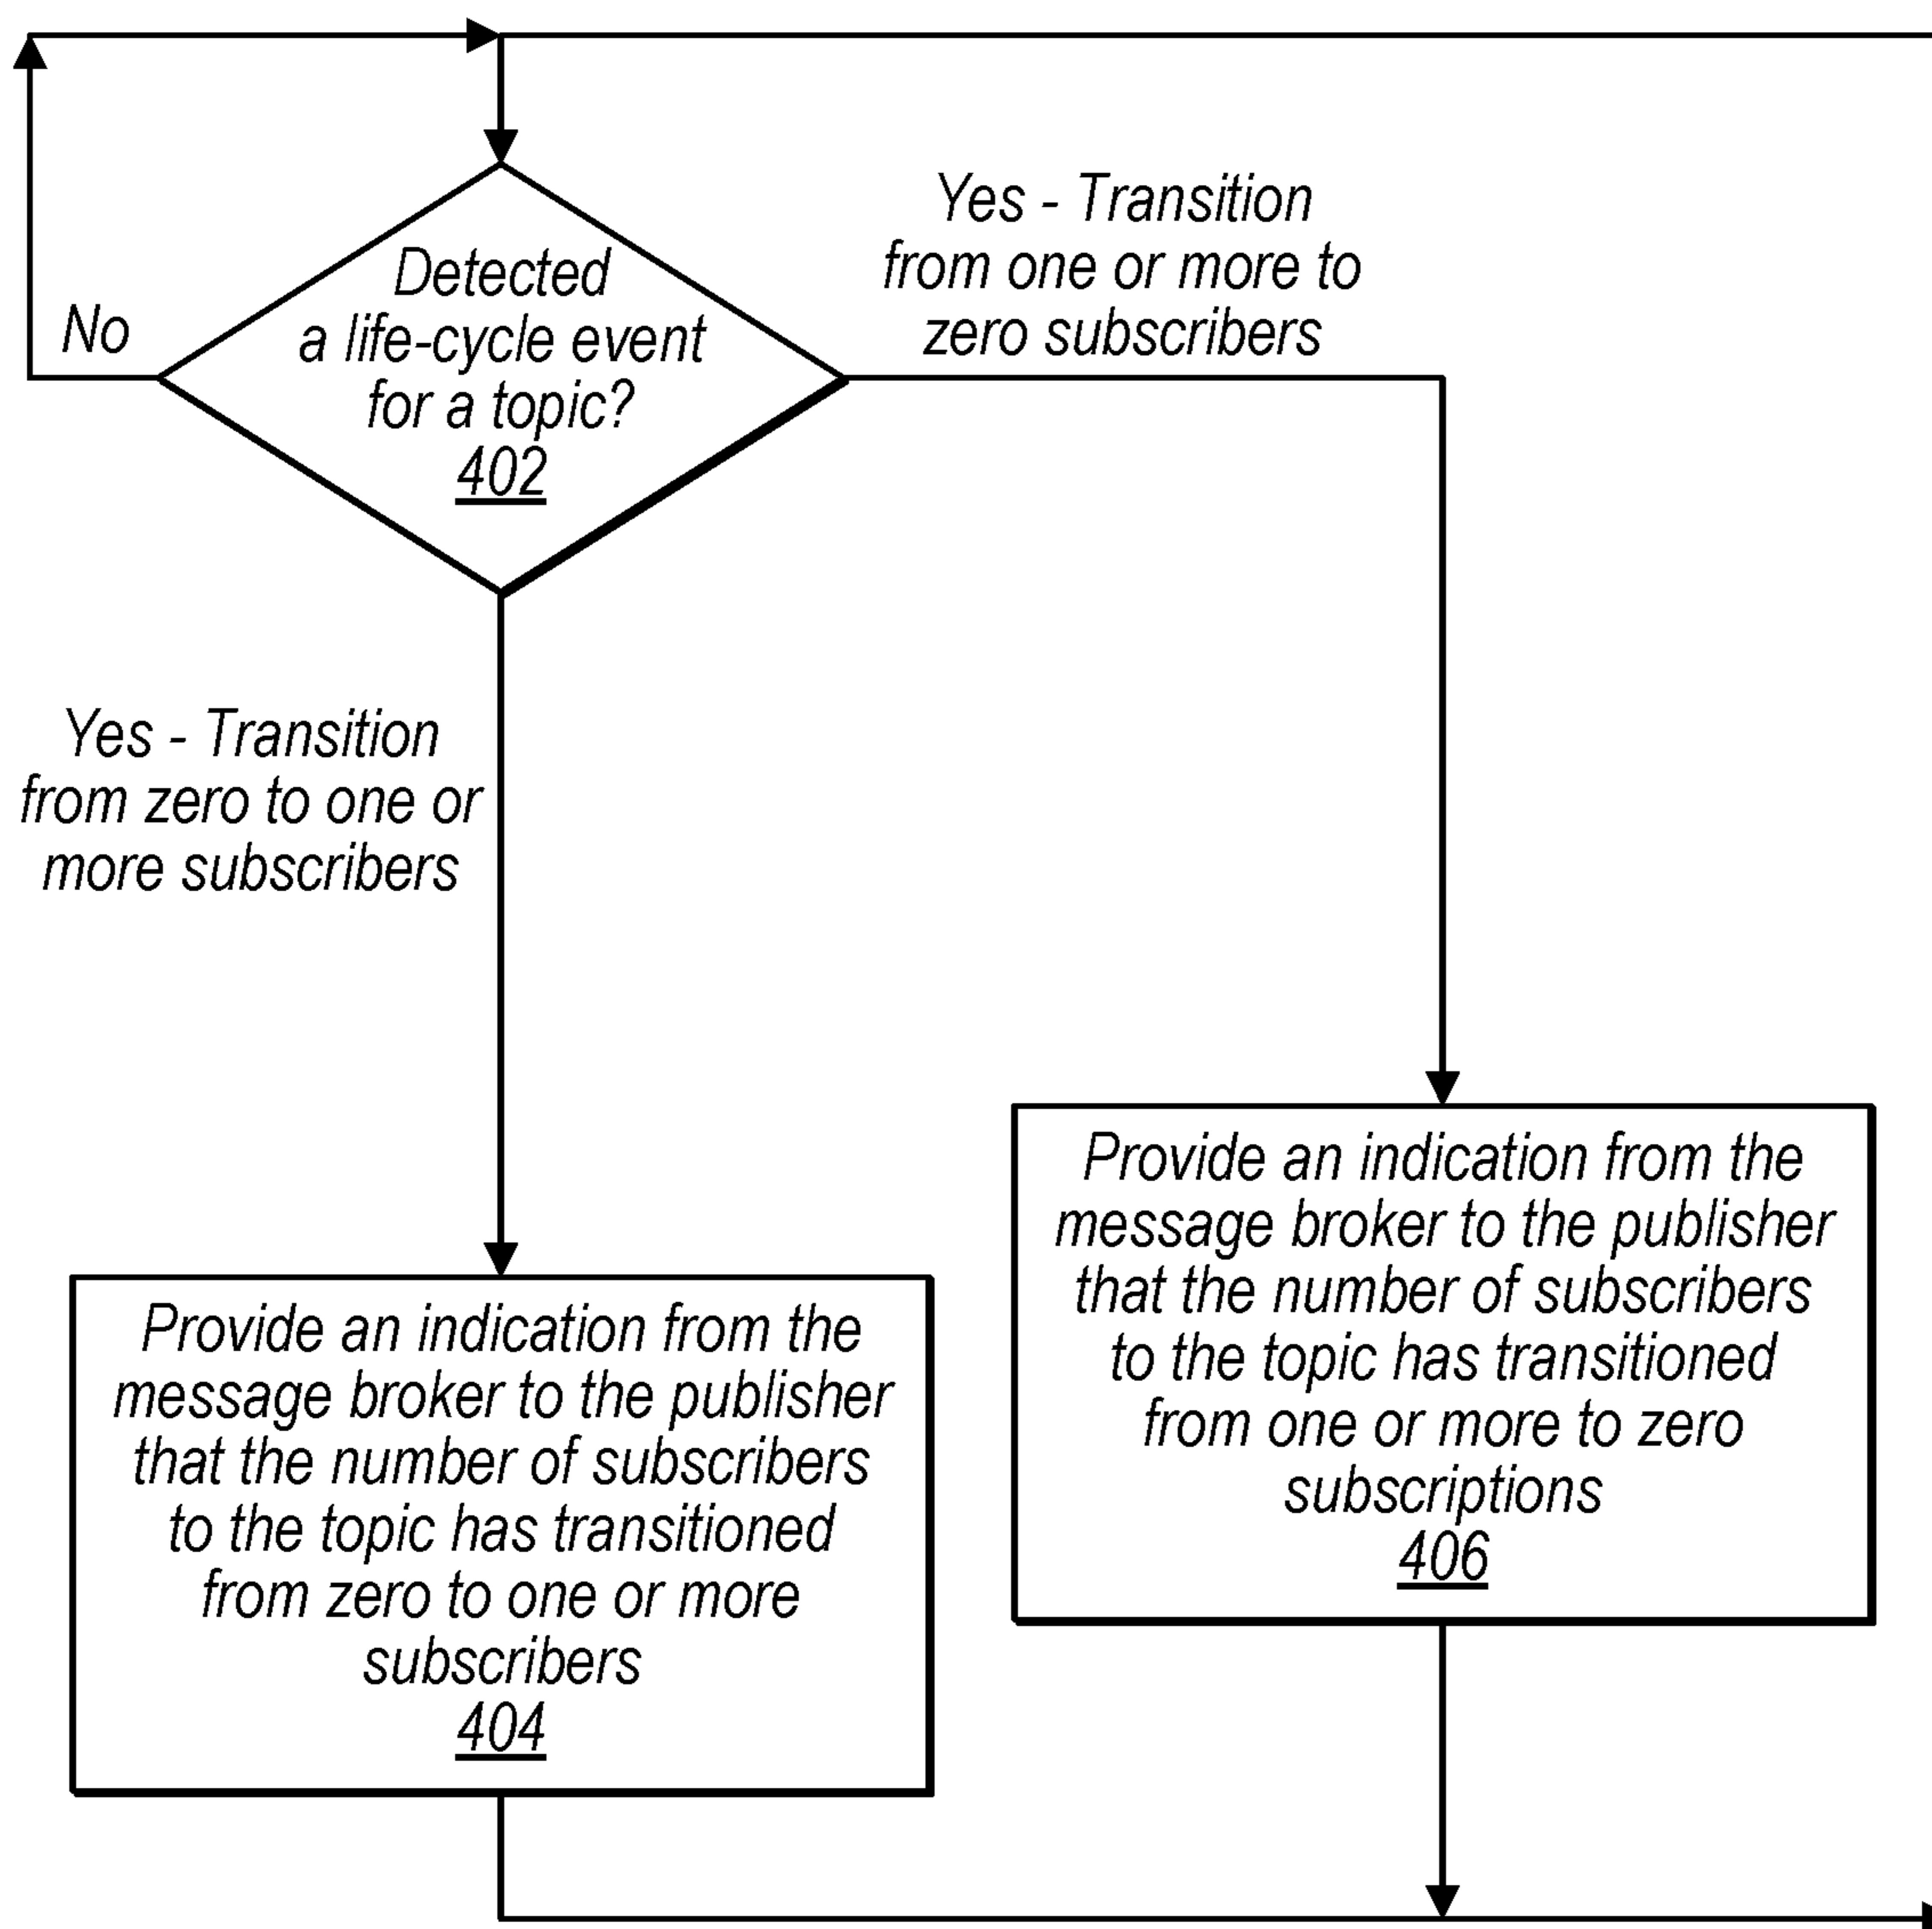 Yes - Transition
from one or more to
zero subscribers
Detected
a life-cycle event
for a topic?
402
No
Yes - Transition
from zero to one or
more subscribers
Provide an indication from the
message broker to the publisher
that the number of subscribers
to the topic has transitioned
from one or more to zero
subscriptions
406
Provide an indication from the
message broker to the publisher
that the number of subscribers
to the topic has transitioned
from zero to one or more
subscribers
404